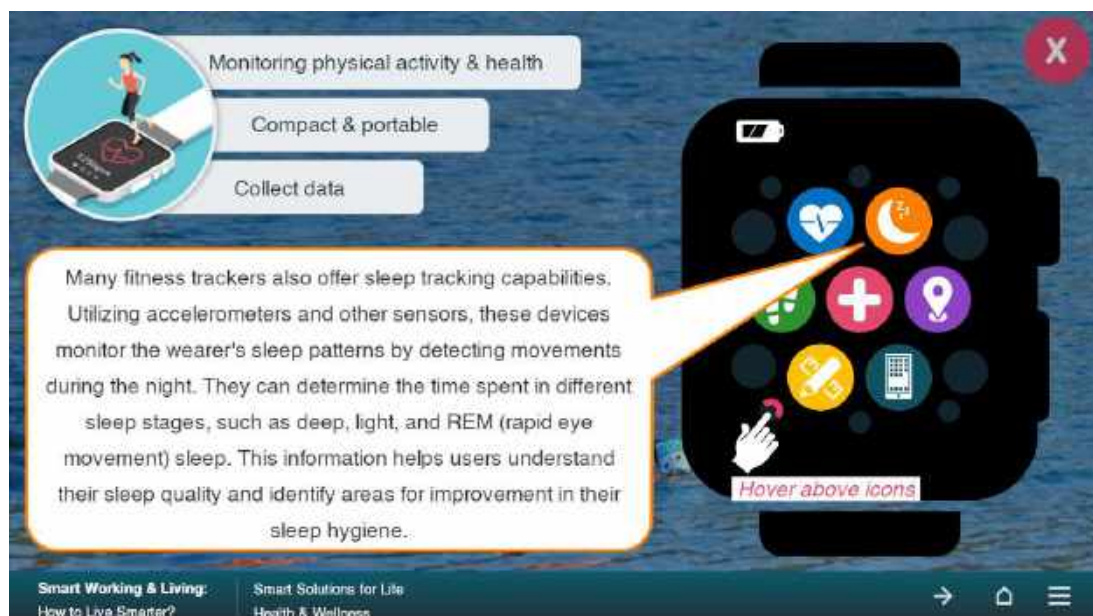 Monitoring physical activity & health
Compact & portable
Collect data
X
Many fitness trackers also offer sleep tracking capabilities.
Utilizing accelerometers and other sensors, these devices
monitor the wearer's sleep patterns by detecting movements
during the night. They can determine the time spent in different
sleep stages, such as deep, light, and REM (rapid eye
movement) sleep. This information helps users understand
their sleep quality and identify areas for improvement in their
sleep hygiene.
Hover above icons
Smart Working & Living:
How to Live Smarter?
Smart Solutions for Life
Health & Wellness